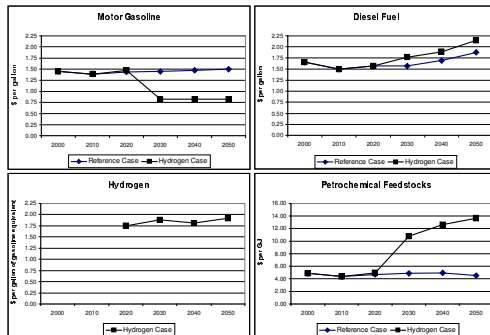 Motor Gasoline
$ per gallon
2.25
2.00
1.75
1.50
1.25
1.00
0.75
0.50
0.25
0.00
2000 2010 2020 2030 2040 2050
Reference Case Hydrogen Case
Diesel Fuel
$ per gallon
2.25
2.00
1.75
1.50
1.25
1.00
0.75
0.50
0.25
0.00
2000 2010 2020 2030 2040 2050
Reference Case Hydrogen Case
Hydrogen
$ per gallon of gasoline equivalent
2.25
2.00
1.75
1.50
1.25
1.00
0.75
0.50
0.25
0.00
2000 2010 2020 2030 2040 2050
Hydrogen Case
Petrochemical Feedstocks
$ per GJ
16.00
14.00
12.00
10.00
8.00
6.00
4.00
2.00
0.00
2000 2010 2020 2030 2040 2050
Reference Case Hydrogen Case